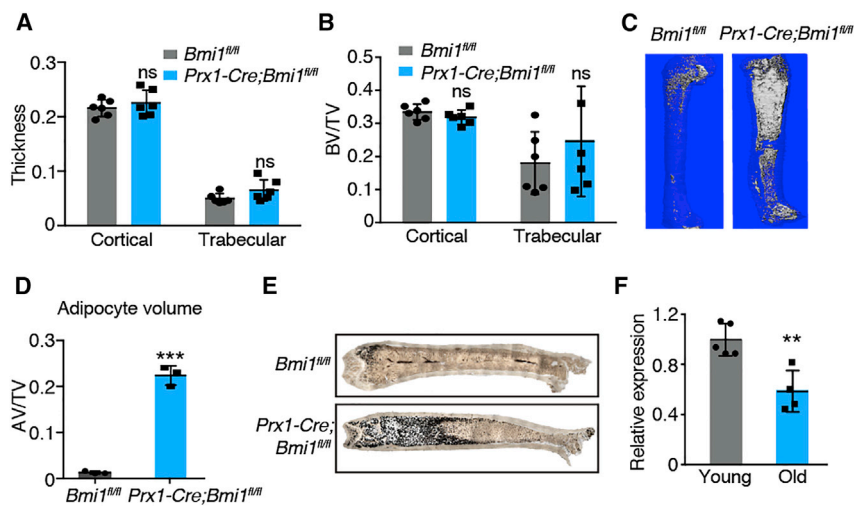 A
Bmi1fl/fl
Prx1-Cre;Bmi1fl/fl
Thickness
0.3
0.2
0.1
0
ns
ns
Cortical
Trabecular
B
Bmi1fl/fl
Prx1-Cre;Bmi1fl/fl
BV/TV
0.5
0.4
0.3
0.2
0.1
0
ns
ns
Cortical
Trabecular
C
Bmi1fl/fl Prx1-Cre;Bmi1fl/fl
D
Adipocyte volume
AV/TV
0.3
0.2
0.1
0
***
Bmi1fl/fl Prx1-Cre;Bmi1fl/fl
E
Bmi1fl/fl
Prx1-Cre;
Bmi1fl/fl
F
Relative expression
1.2
0.8
0.4
0
**
Young
Old